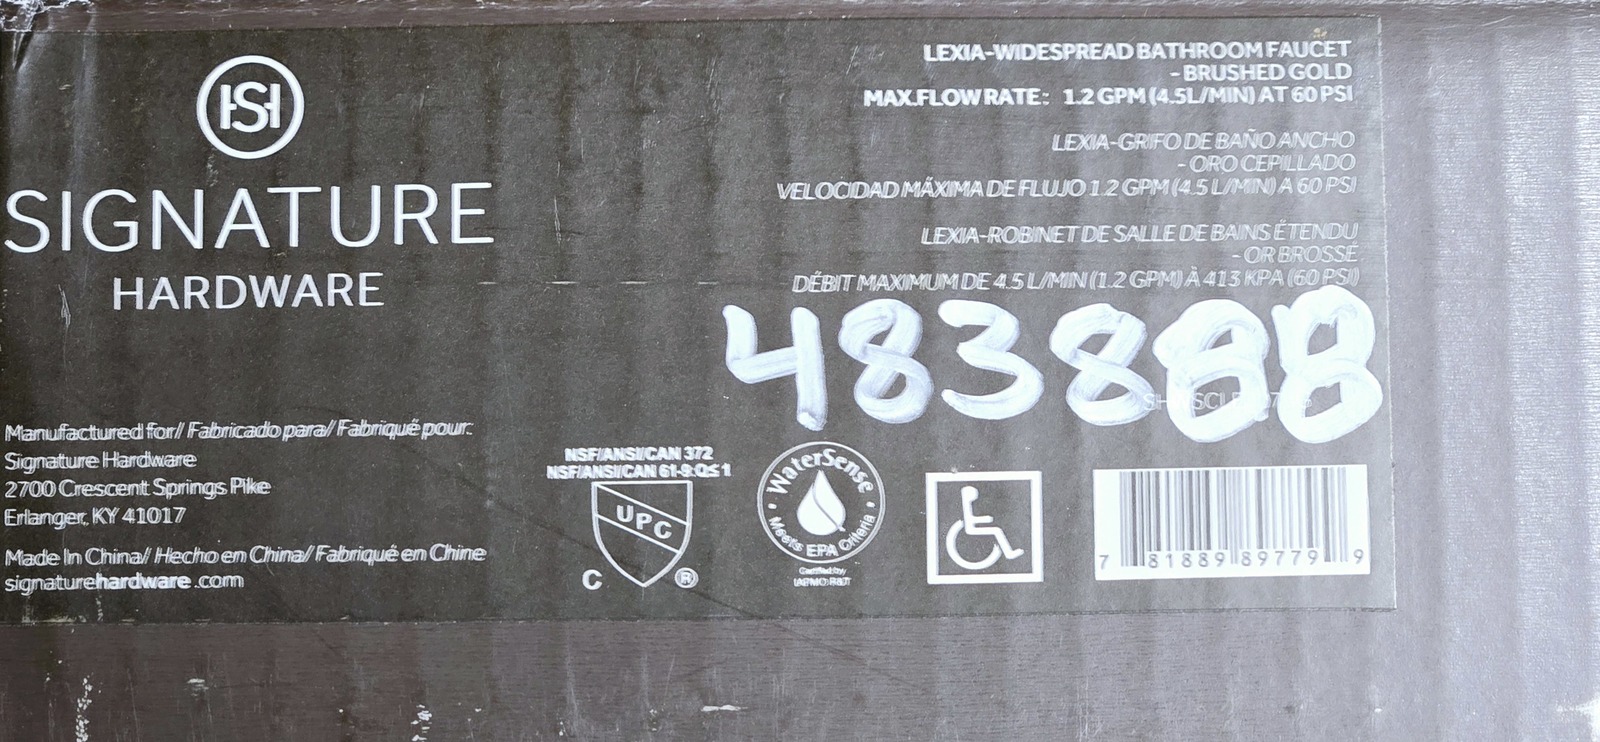 SIGNATURE
HARDWARE
Manufactured for/ Fabricado para/ Fabriqué pour:
Signature Hardware
2700 Crescent Springs Pike
Erlanger, KY 41017
Made In China/ Hecho en China/ Fabriqué en Chine
signaturehardware.com
LEXIA-WIDESPREAD BATHROOM FAUCET
- BRUSHED GOLD
MAX.FLOW RATE: 1.2 GPM (4.5L/MIN) AT 60 PSI
LEXIA-GRIFO DE BAÑO ANCHO
- ORO CEPILLADO
VELOCIDAD MÁXIMA DE FLUJO 1.2 GPM (4.5 L/MIN) A 60 PSI
LEXIA-ROBINET DE SALLE DE BAINS ÉTENDU
- OR BROSSÉ
DÉBIT MAXIMUM DE 4.5 L/MIN (1.2 GPM) À 413 KPA (60 PSI)
483888
NSF/ANSI/CAN 372
NSF/ANSI/CAN 61-9: Q≤1
UPC
C ®
WaterSense
Meets EPA Criteria
Certified by
IAPMO R&T
7 81889 89779 9